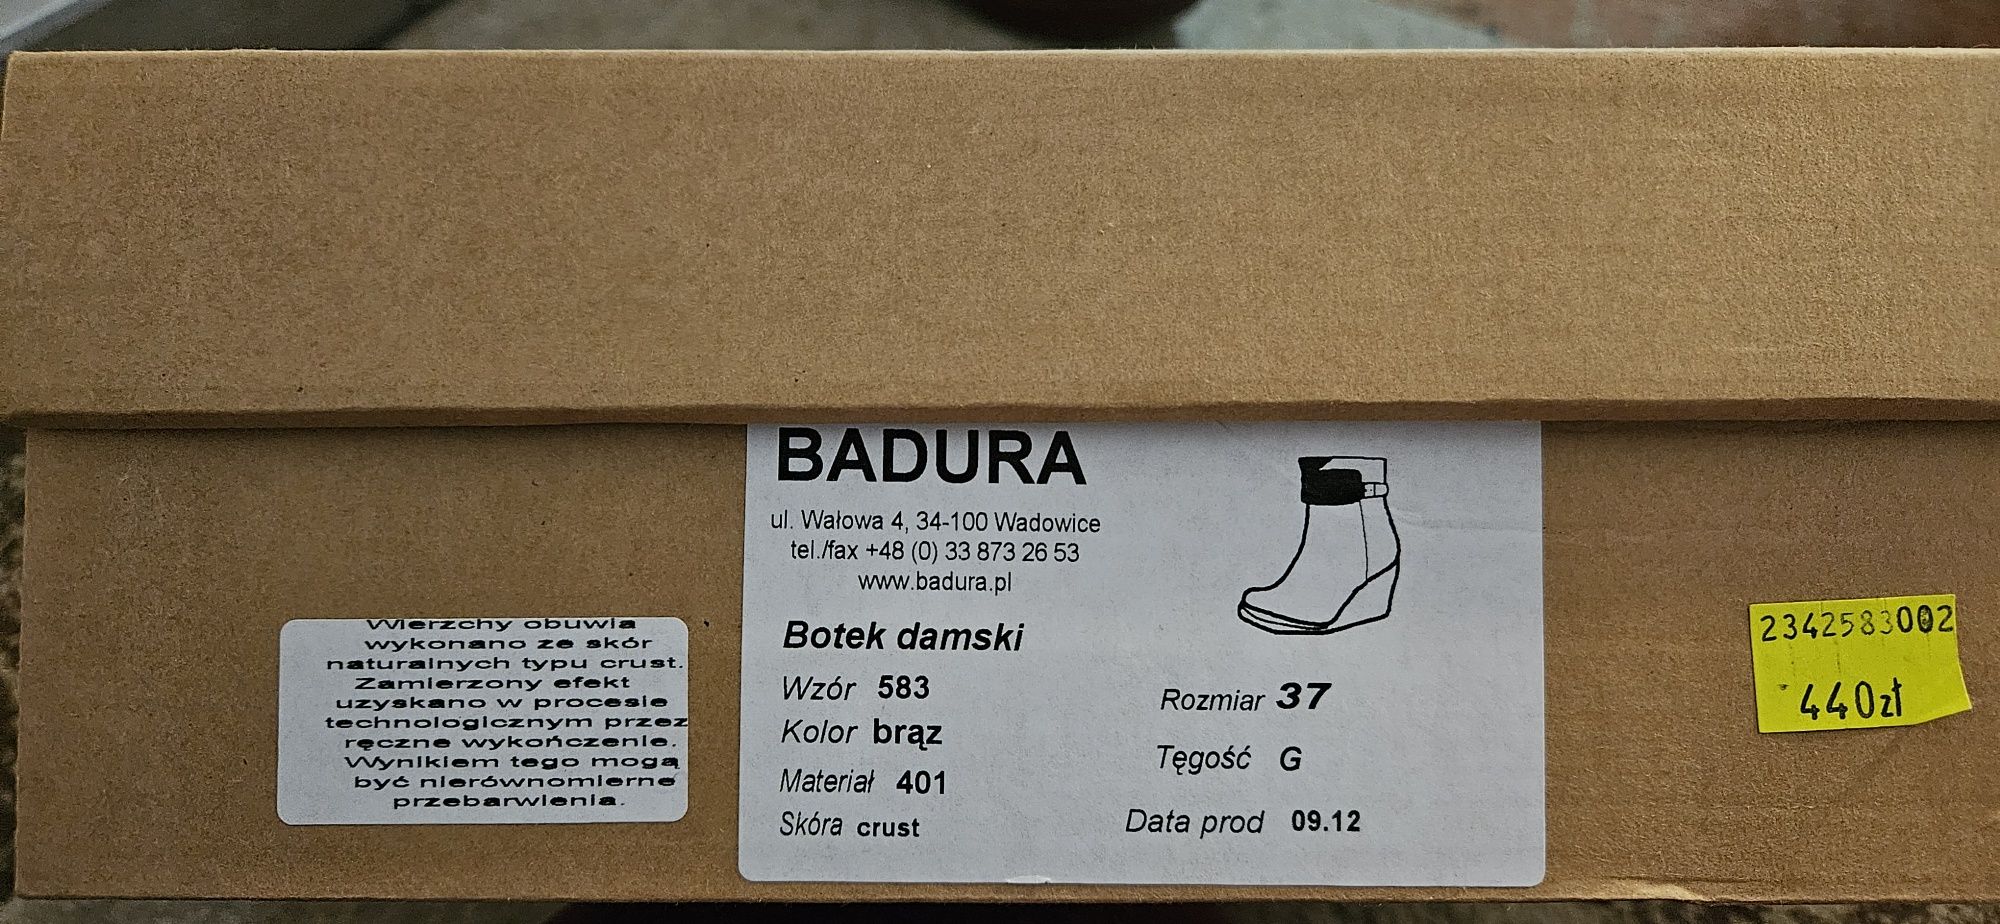 Wierzchy obuwia
wykonano ze skór
naturalnych typu crust.
Zamierzony efekt
uzyskano w procesie
technologicznym przez
ręczne wykończenie.
Wynikiem tego mogą
być nierównomierne
przebarwienia.
BADURA
ul. Wałowa 4, 34-100 Wadowice
tel./fax +48 (0) 33 873 26 53
www.badura.pl
Botek damski
Wzór 583
Kolor brąz
Materiał 401
Skóra crust
Rozmiar 37
Tęgość G
Data prod 09.12
2342583002
440zł